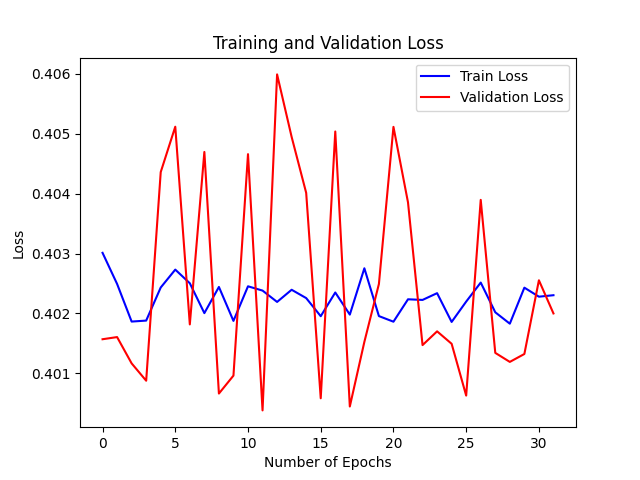 Training and Validation Loss
Train Loss
Validation Loss
0.406
0.405
0.404
0.403
0.402
0.401
Loss
0 5 10 15 20 25 30
Number of Epochs